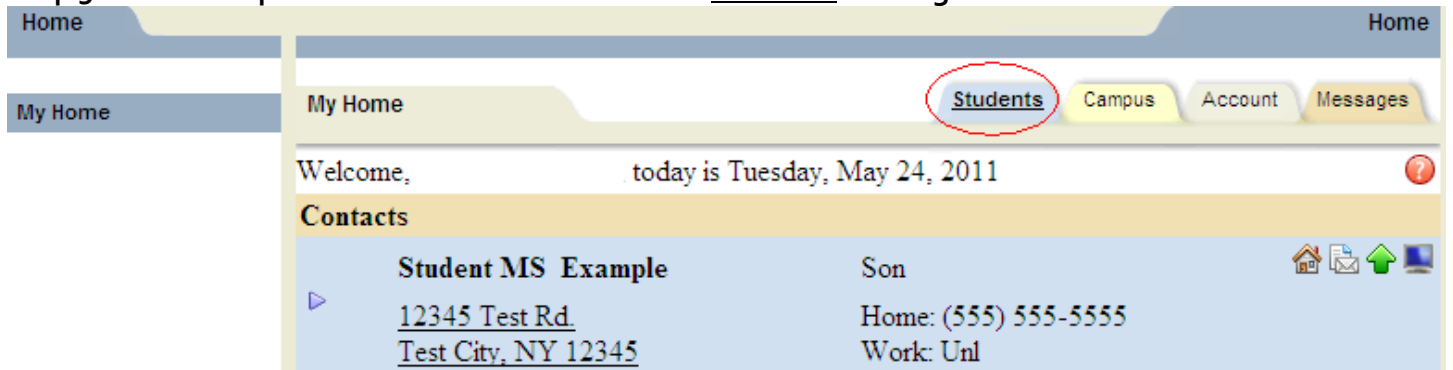 Home
Home
My Home
My Home
Students
Campus
Account
Messages
Welcome, today is Tuesday, May 24, 2011
Contacts
Student MS Example Son
12345 Test Rd. Home: (555) 555-5555
Test City, NY 12345 Work: Unl